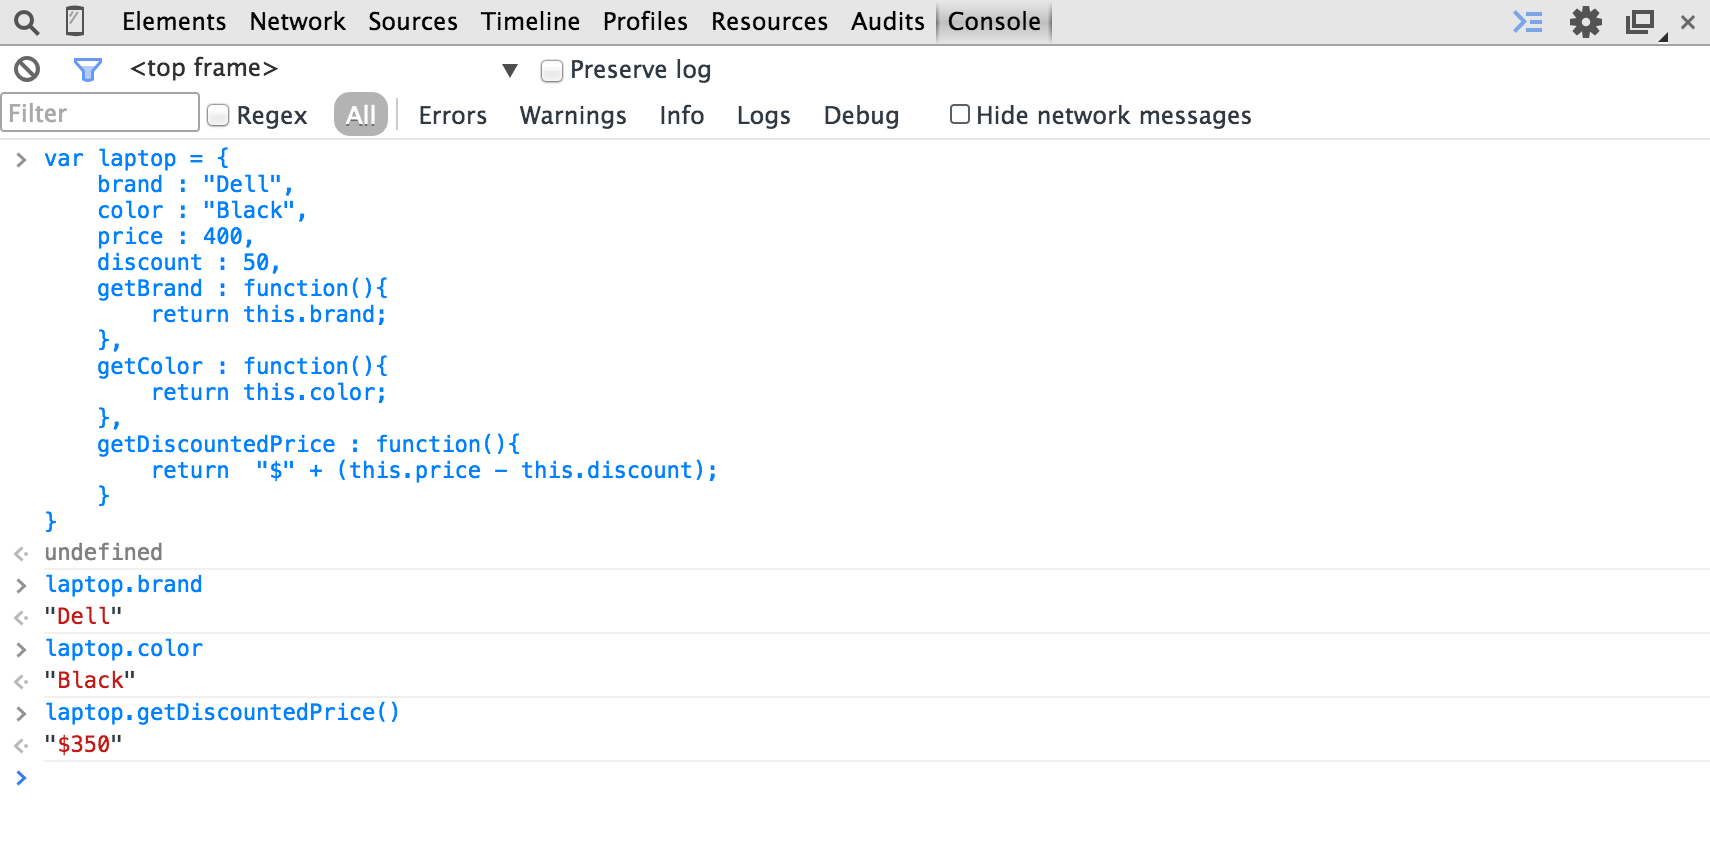 Elements Network Sources Timeline Profiles Resources Audits Console
<top frame> ▼ Preserve log
Filter Regex All Errors Warnings Info Logs Debug Hide network messages
> var laptop = {
    brand : "Dell",
    color : "Black",
    price : 400,
    discount : 50,
    getBrand : function(){
        return this.brand;
    },
    getColor : function(){
        return this.color;
    },
    getDiscountedPrice : function(){
        return  "$" + (this.price - this.discount);
    }
}
undefined
> laptop.brand
"Dell"
> laptop.color
"Black"
> laptop.getDiscountedPrice()
"$350"
>